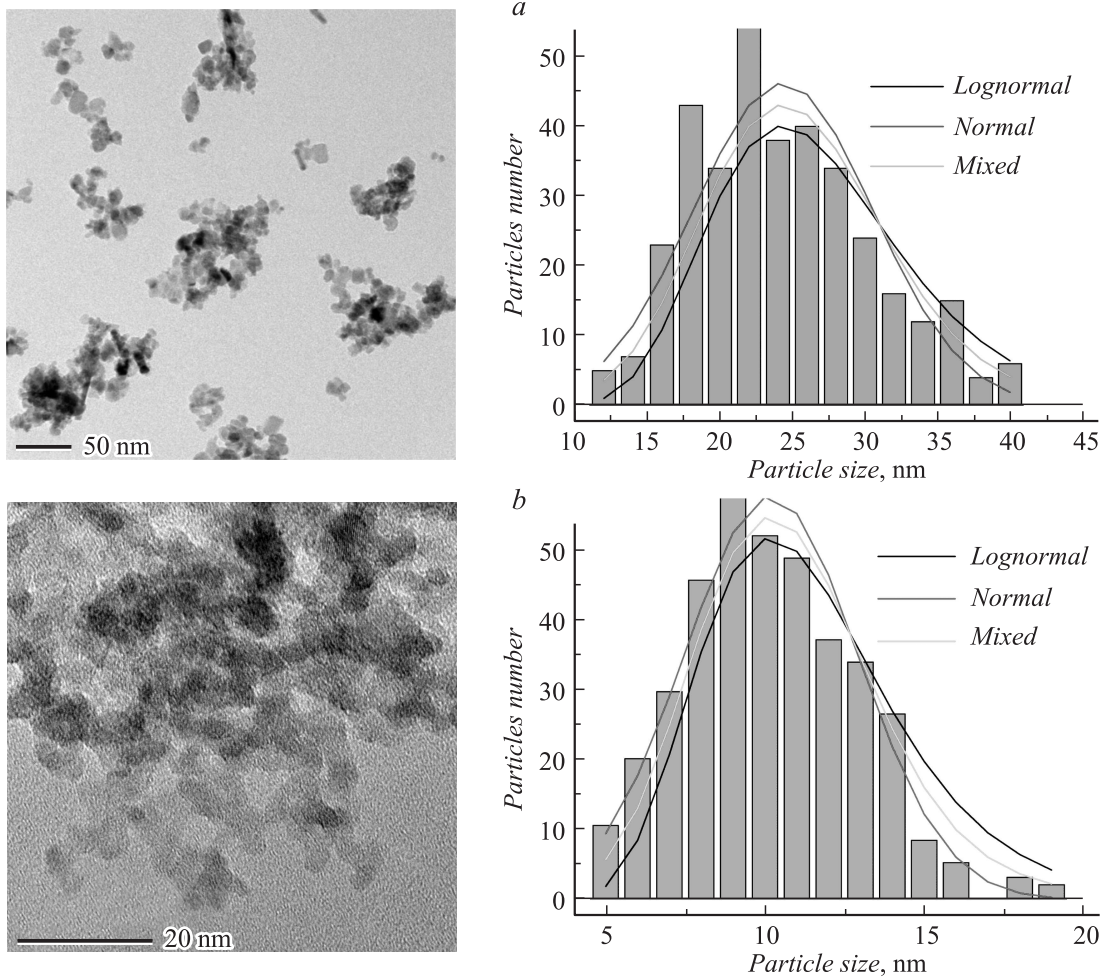 50 nm
a
Particles number
50
40
30
20
10
0
Lognormal
Normal
Mixed
10 15 20 25 30 35 40 45
Particle size, nm
20 nm
b
Particles number
50
40
30
20
10
0
Lognormal
Normal
Mixed
5 10 15 20
Particle size, nm